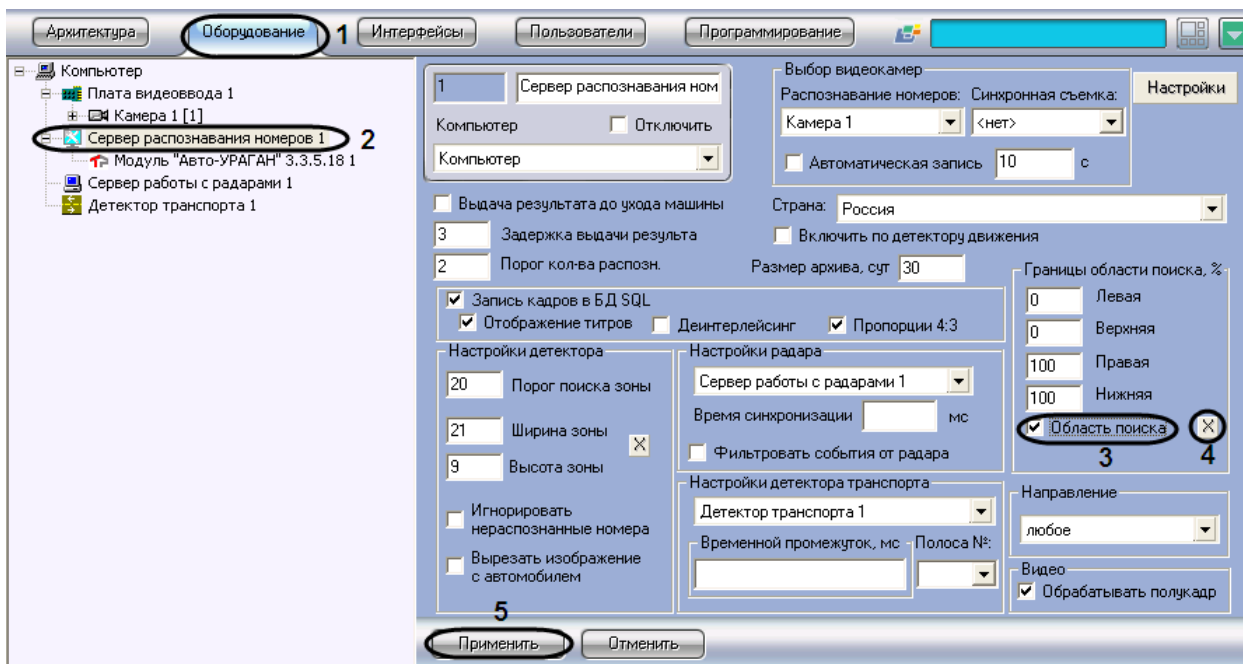 Архитектура
Оборудование
1
Интерфейсы
Пользователи
Программирование
Компьютер
Плата видеоввода 1
Камера 1 [1]
Сервер распознавания номеров 1
2
Модуль "Авто-УРАГАН" 3.3.5.18 1
Сервер работы с радарами 1
Детектор транспорта 1
1
Сервер распознавания ном
Компьютер
Отключить
Компьютер
Выбор видеокамер
Распознавание номеров:
Синхронная съемка:
Камера 1
<нет>
Автоматическая запись
10
с
Настройки
Выдача результата до ухода машины
3
Задержка выдачи результа
2
Порог кол-ва распозн.
Страна:
Россия
Включить по детектору движения
Размер архива, сут
30
Запись кадров в БД SQL
Отображение титров
Деинтерлейсинг
Пропорции 4:3
Границы области поиска, %
0
Левая
0
Верхняя
100
Правая
100
Нижняя
Область поиска
X
3
4
Настройки детектора
20
Порог поиска зоны
21
Ширина зоны
X
9
Высота зоны
Игнорировать
нераспознанные номера
Вырезать изображение
с автомобилем
Настройки радара
Сервер работы с радарами 1
Время синхронизации
мс
Фильтровать события от радара
Настройки детектора транспорта
Детектор транспорта 1
Временной промежуток, мс
Полоса №:
Направление
любое
Видео
Обрабатывать полукадр
5
Применить
Отменить